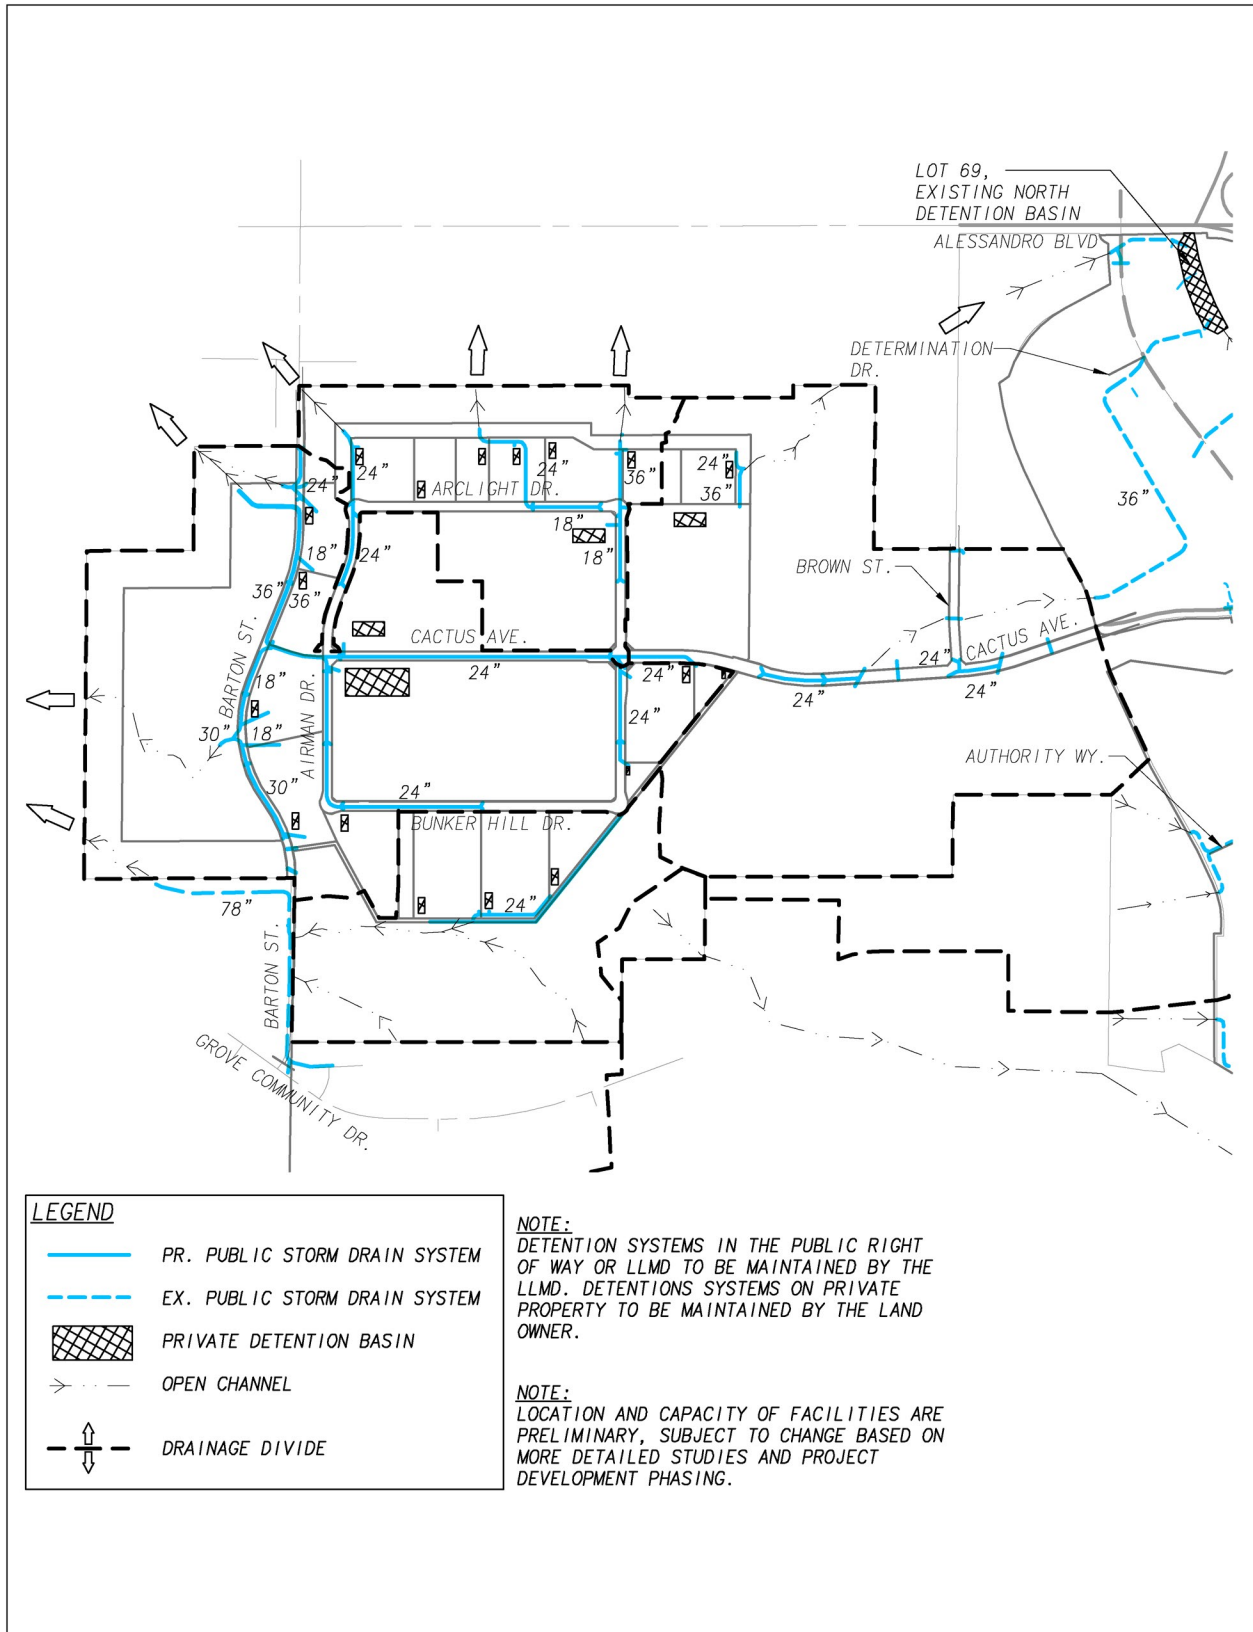 LOT 69,
EXISTING NORTH
DETENTION BASIN
ALESSANDRO BLVD
DETERMINATION
DR.
24"
24"
24"
36"
24"
36"
ARCLIGHT DR.
24"
18"
18"
18"
24"
36"
36"
36"
BROWN ST.
CACTUS AVE.
CACTUS AVE.
BARTON ST.
18"
24"
24"
24"
24"
24"
24"
30"
18"
AIRMAN DR.
30"
24"
AUTHORITY WY.
BUNKER HILL DR.
78"
24"
BARTON ST.
GROVE COMMUNITY DR.
LEGEND
PR. PUBLIC STORM DRAIN SYSTEM
EX. PUBLIC STORM DRAIN SYSTEM
PRIVATE DETENTION BASIN
OPEN CHANNEL
DRAINAGE DIVIDE
NOTE:
DETENTION SYSTEMS IN THE PUBLIC RIGHT
OF WAY OR LLMD TO BE MAINTAINED BY THE
LLMD. DETENTIONS SYSTEMS ON PRIVATE
PROPERTY TO BE MAINTAINED BY THE LAND
OWNER.
NOTE:
LOCATION AND CAPACITY OF FACILITIES ARE
PRELIMINARY, SUBJECT TO CHANGE BASED ON
MORE DETAILED STUDIES AND PROJECT
DEVELOPMENT PHASING.